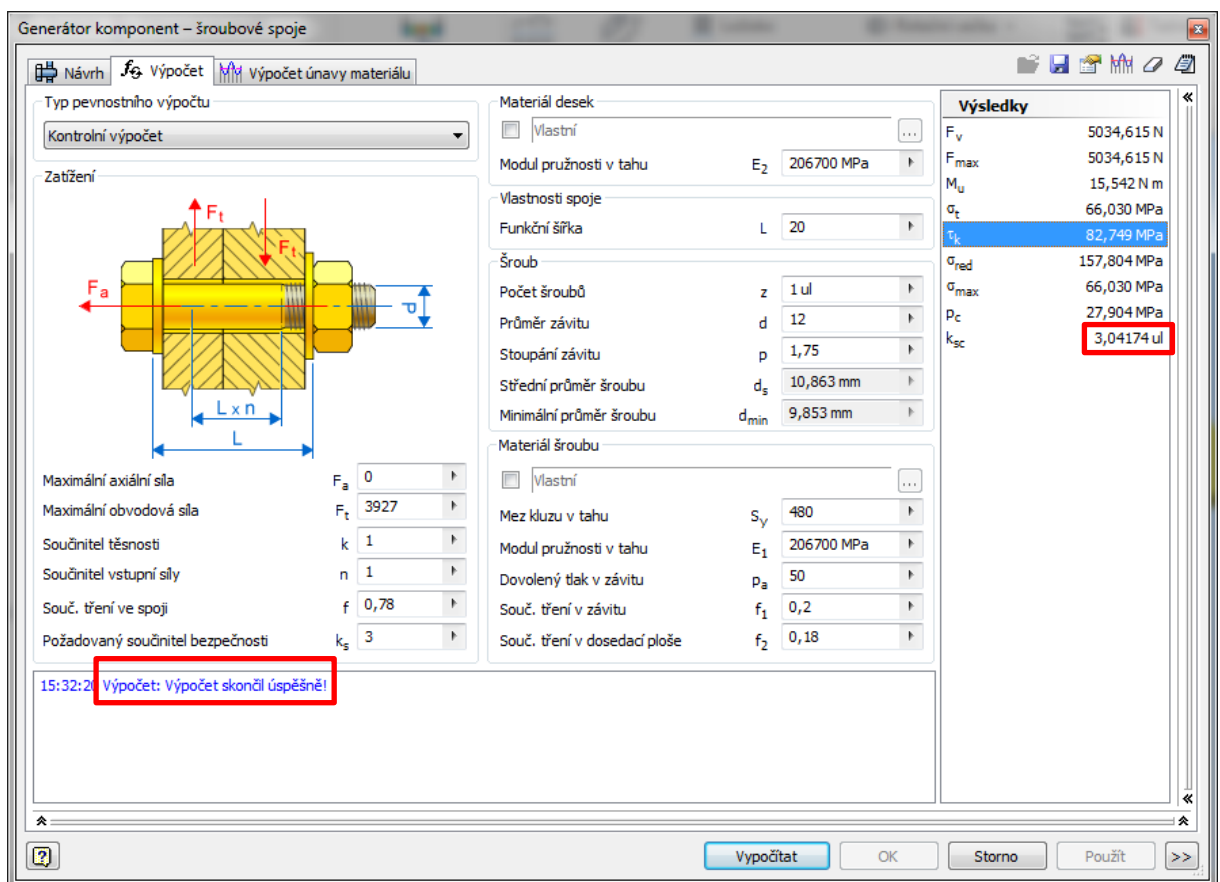 Generátor komponent – šroubové spoje
Návrh
Výpočet
Výpočet únavy materiálu
Typ pevnostního výpočtu
Kontrolní výpočet
Zatížení
Ft
Ft
Fa
d
L x n
L
Maximální axiální síla Fa 0
Maximální obvodová síla Ft 3927
Součinitel těsnosti k 1
Součinitel vstupní síly n 1
Souč. tření ve spoji f 0,78
Požadovaný součinitel bezpečnosti ks 3
Materiál desek
Vlastní ...
Modul pružnosti v tahu E2 206700 MPa
Vlastnosti spoje
Funkční šířka L 20
Šroub
Počet šroubů z 1 ul
Průměr závitu d 12
Stoupání závitu p 1,75
Střední průměr šroubu ds 10,863 mm
Minimální průměr šroubu dmin 9,853 mm
Materiál šroubu
Vlastní ...
Mez kluzu v tahu Sy 480
Modul pružnosti v tahu E1 206700 MPa
Dovolený tlak v závitu pa 50
Souč. tření v závitu f1 0,2
Souč. tření v dosedací ploše f2 0,18
Výsledky
Fv 5034,615 N
Fmax 5034,615 N
Mu 15,542 N m
σt 66,030 MPa
τk 82,749 MPa
σred 157,804 MPa
σmax 66,030 MPa
pc 27,904 MPa
ksc 3,04174 ul
Výpočet: Výpočet skončil úspěšně!
Vypočítat
OK
Storno
Použít
>>